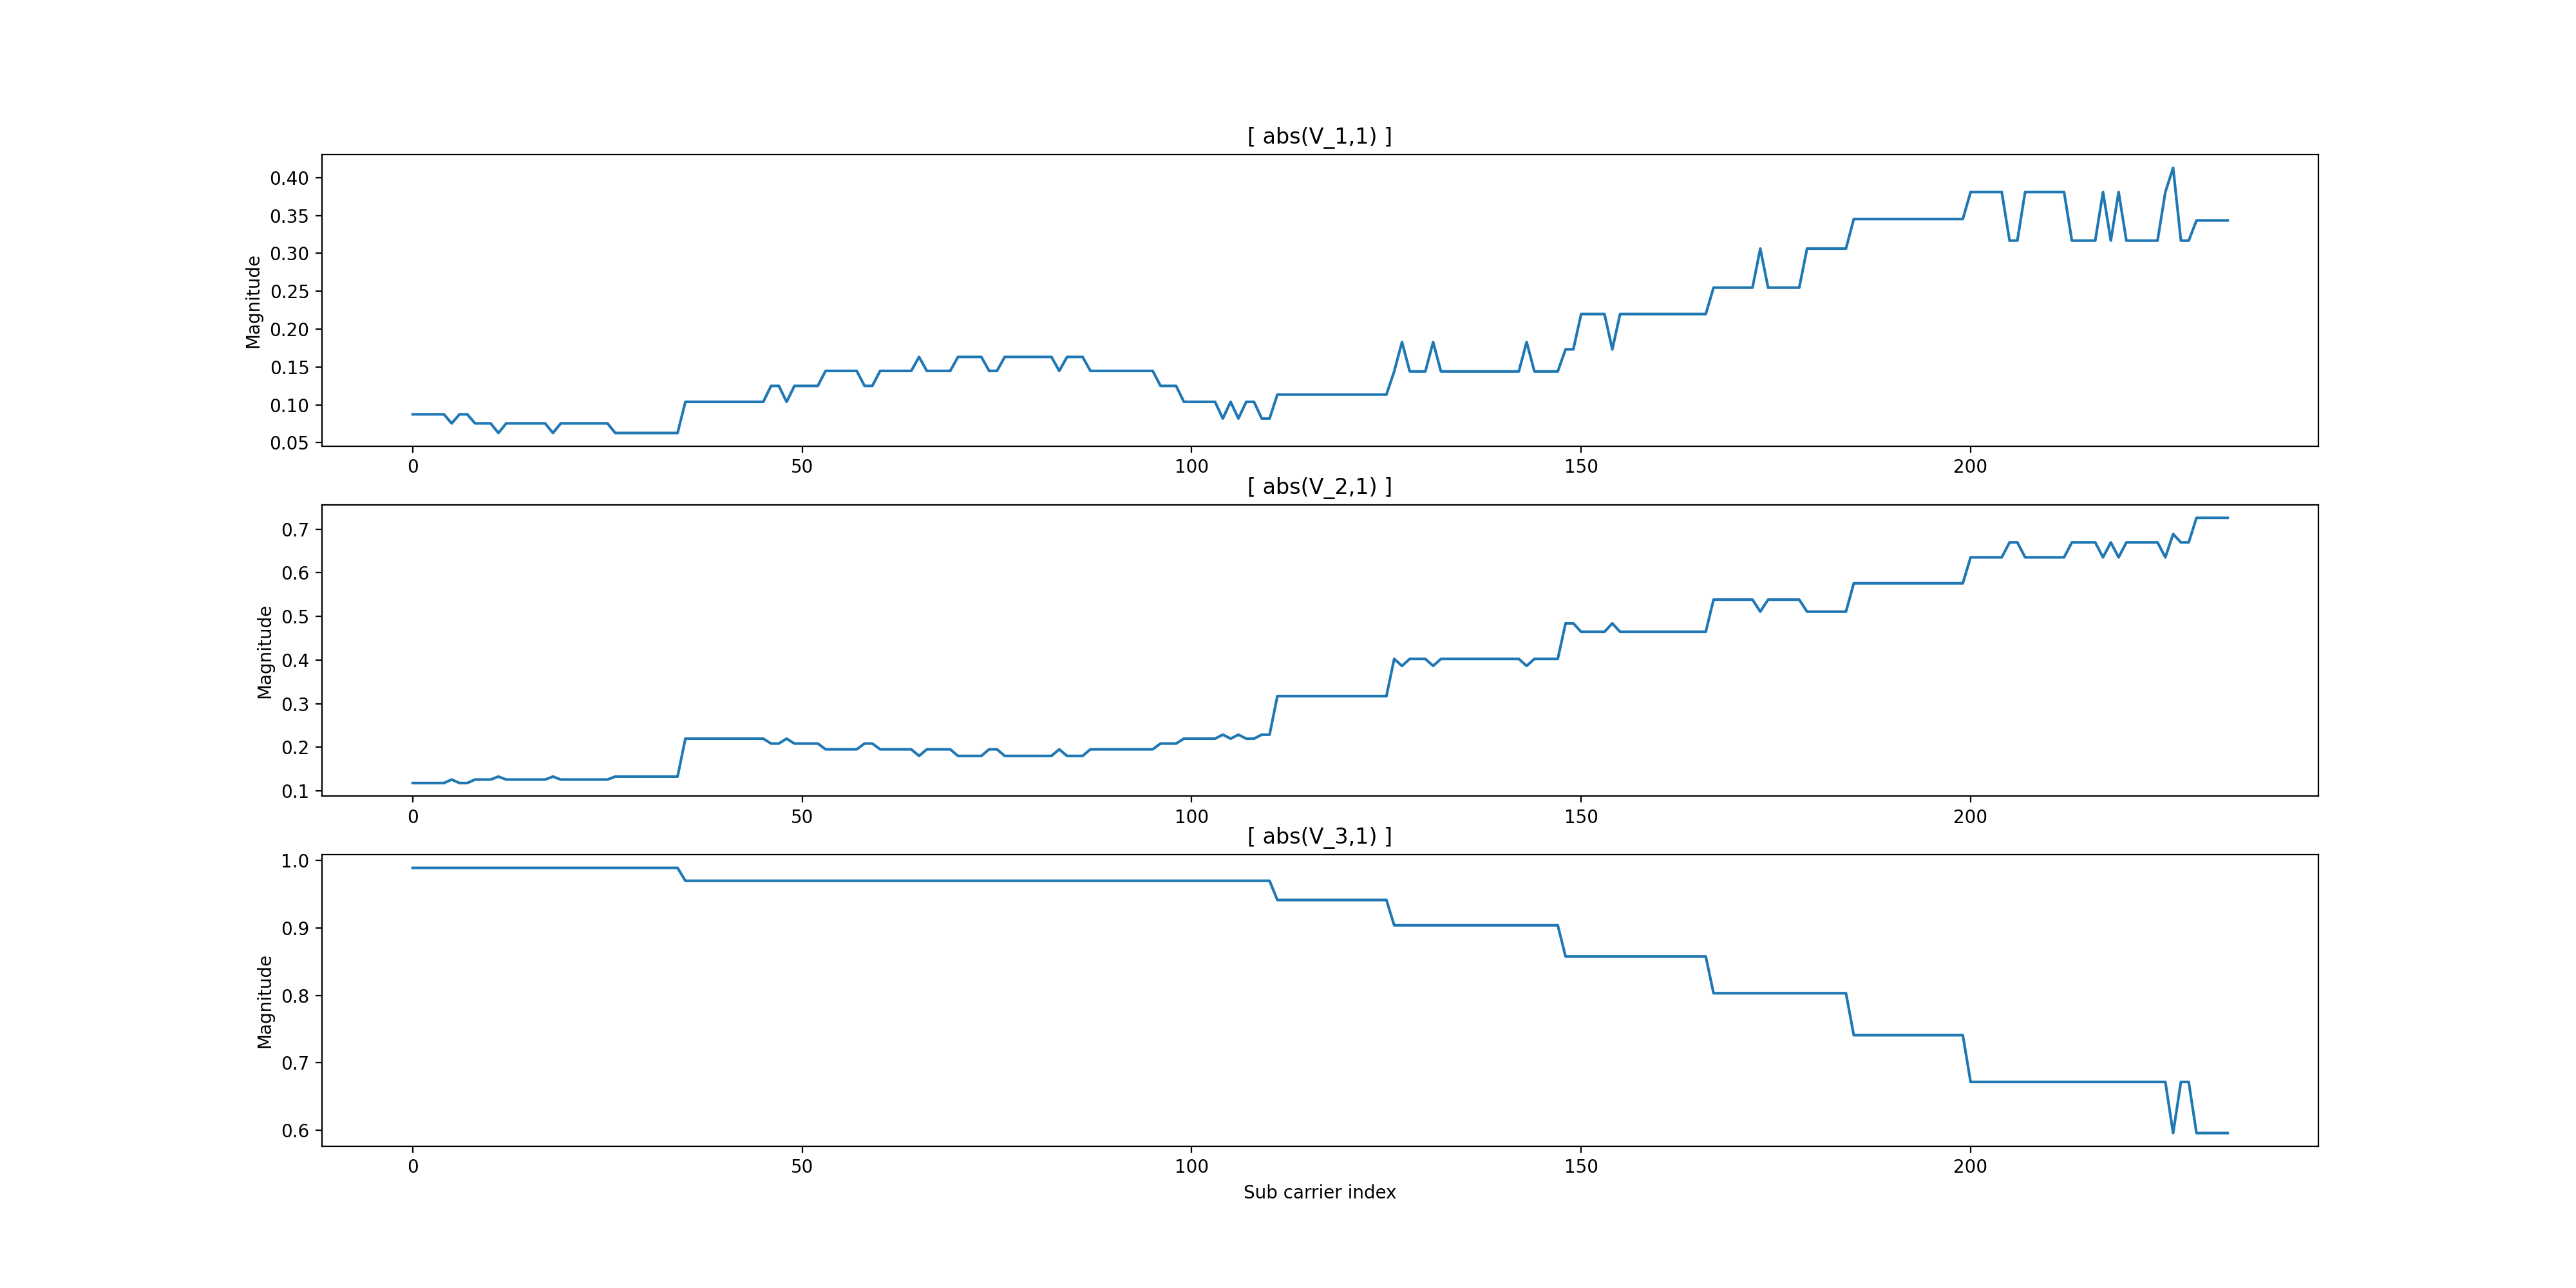 [ abs(V_1,1) ]
Magnitude
0.40
0.35
0.30
0.25
0.20
0.15
0.10
0.05
0 50 100 150 200
[ abs(V_2,1) ]
Magnitude
0.7
0.6
0.5
0.4
0.3
0.2
0.1
0 50 100 150 200
[ abs(V_3,1) ]
Magnitude
1.0
0.9
0.8
0.7
0.6
0 50 100 150 200
Sub carrier index